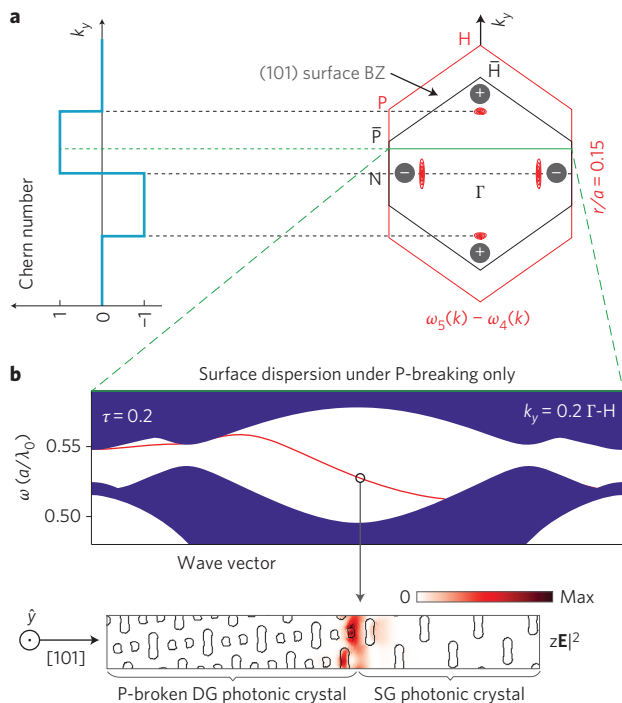 a
k_y
Chern number
1
0
−1
k_y
H
H̄
(101) surface BZ
P
P̄
N
Γ
+
−
−
+
r/a = 0.15
ω₅(k) − ω₄(k)
b
Surface dispersion under P-breaking only
τ = 0.2
k_y = 0.2 Γ-H
ω (a/λ₀)
0.55
0.50
Wave vector
0
Max
ŷ
[101]
zE|²
P-broken DG photonic crystal
SG photonic crystal